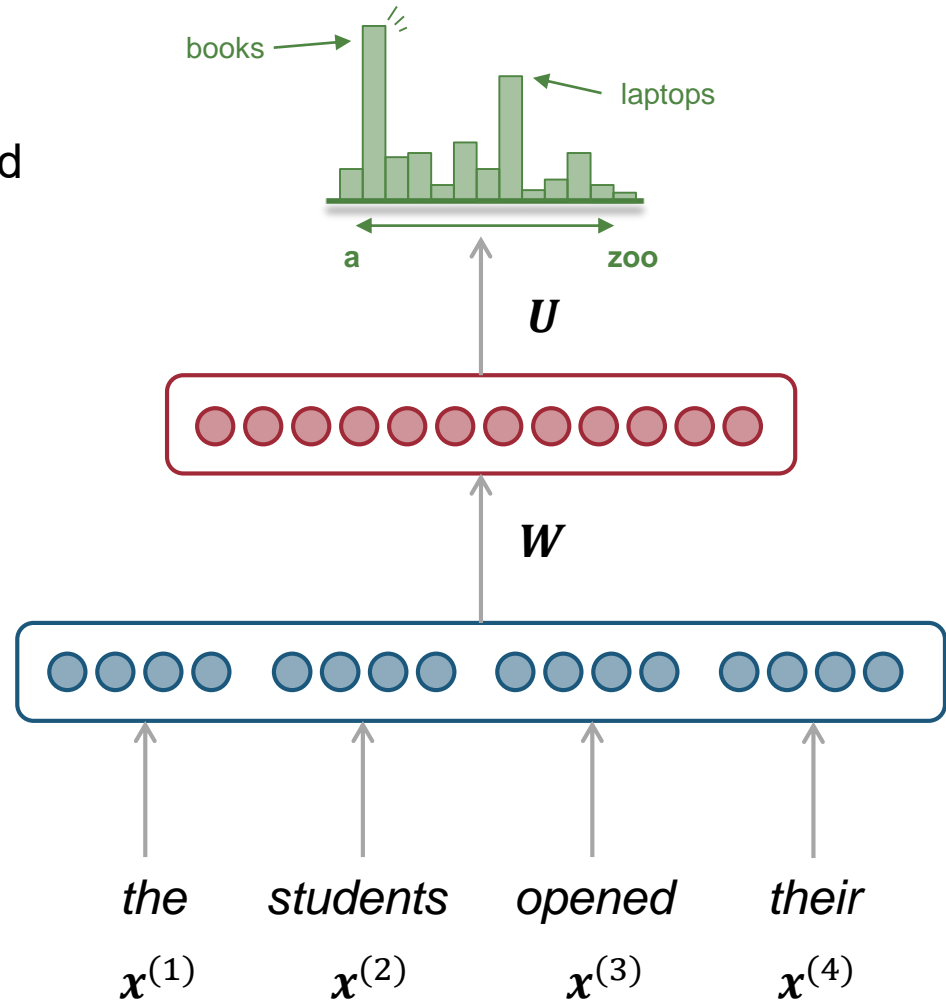 books
laptops
d
a zoo
U
W
the students opened their
x^(1) x^(2) x^(3) x^(4)